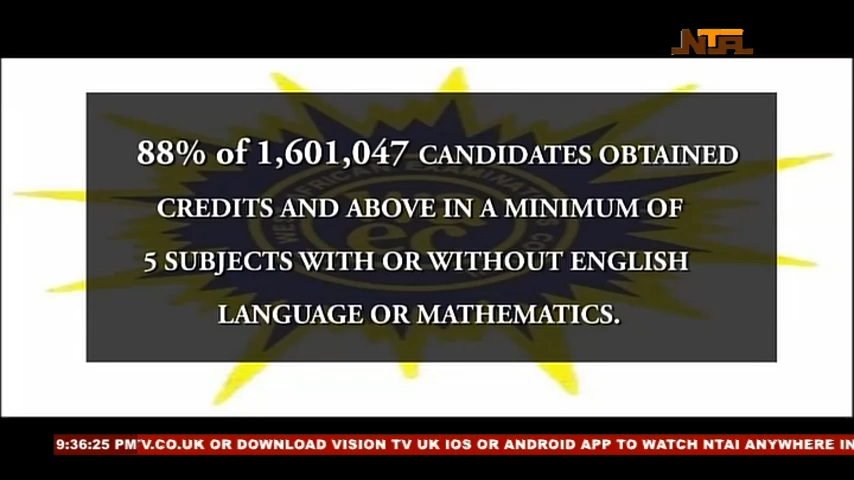 NTAi
88% of 1,601,047 CANDIDATES OBTAINED
CREDITS AND ABOVE IN A MINIMUM OF
5 SUBJECTS WITH OR WITHOUT ENGLISH
LANGUAGE OR MATHEMATICS.
9:36:25 PM V.CO.UK OR DOWNLOAD VISION TV UK IOS OR ANDROID APP TO WATCH NTAI ANYWHERE IN